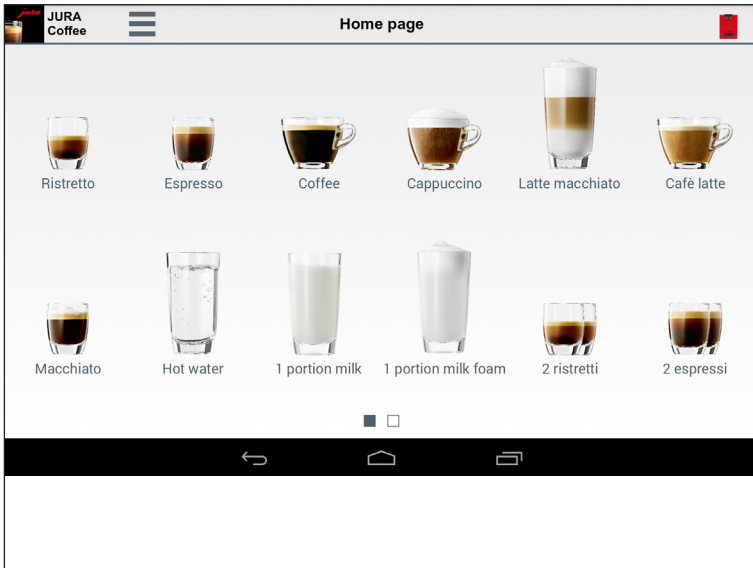 jura
JURA
Coffee
Home page
Ristretto
Espresso
Coffee
Cappuccino
Latte macchiato
Cafè latte
Macchiato
Hot water
1 portion milk
1 portion milk foam
2 ristretti
2 espressi